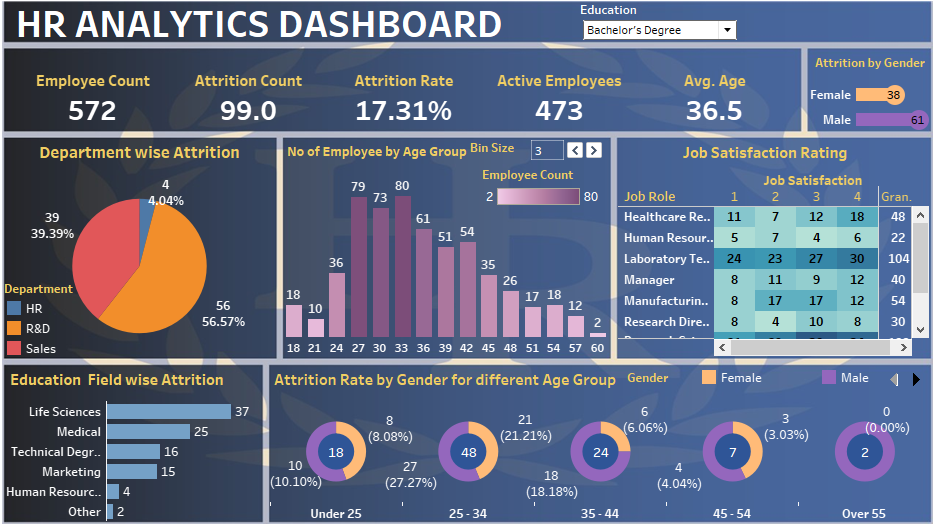 HR ANALYTICS DASHBOARD
Education
Bachelor's Degree
Employee Count
572
Attrition Count
99.0
Attrition Rate
17.31%
Active Employees
473
Avg. Age
36.5
Attrition by Gender
Female 38
Male 61
Department wise Attrition
4
4.04%
39
39.39%
56
56.57%
Department
HR
R&D
Sales
No of Employee by Age Group
Bin Size
3
Employee Count
2 80
18 10 36 79 73 80 61 51 54 35 26 17 18 12 2
18 21 24 27 30 33 36 39 42 45 48 51 54 57 60
Job Satisfaction Rating
Job Satisfaction
Job Role 1 2 3 4 Gran.
Healthcare Re.. 11 7 12 18 48
Human Resour.. 5 7 4 6 22
Laboratory Te.. 24 23 27 30 104
Manager 8 11 9 12 40
Manufacturin.. 8 17 17 12 54
Research Dire.. 8 4 10 8 30
Education Field wise Attrition
Life Sciences 37
Medical 25
Technical Degr.. 16
Marketing 15
Human Resourc.. 4
Other 2
Attrition Rate by Gender for different Age Group
Gender
Female
Male
18
8
(8.08%)
10
(10.10%)
Under 25
48
21
(21.21%)
27
(27.27%)
25 - 34
24
6
(6.06%)
18
(18.18%)
35 - 44
7
3
(3.03%)
4
(4.04%)
45 - 54
2
0
(0.00%)
Over 55